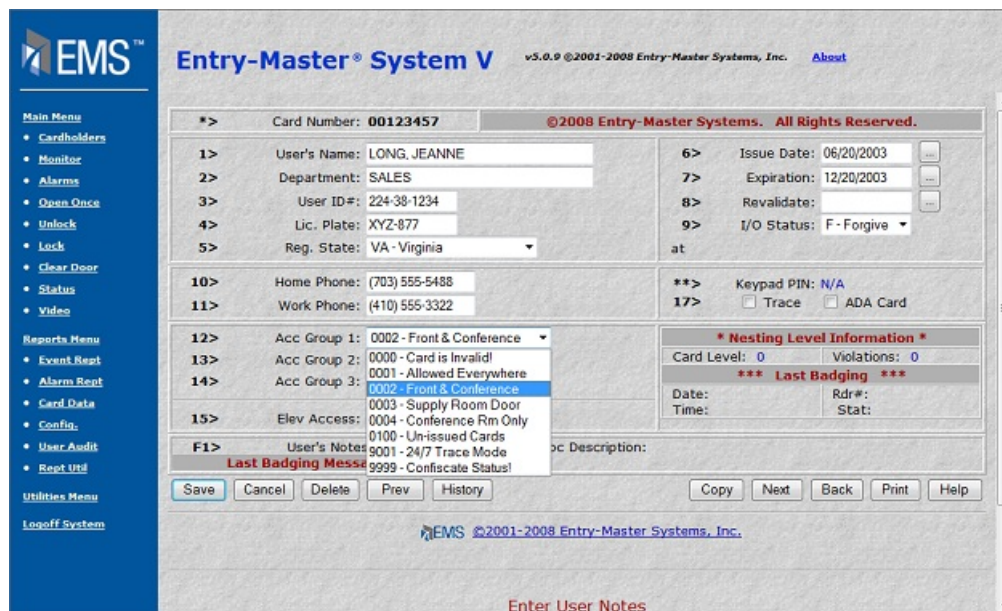 EMS™
Entry-Master® System V v5.0.9 ©2001-2008 Entry-Master Systems, Inc. About
Main Menu
Cardholders
Monitor
Alarms
Open Once
Unlock
Lock
Clear Door
Status
Video
Reports Menu
Event Rept
Alarm Rept
Card Data
Config.
User Audit
Rept Util
Utilities Menu
Logoff System
*> Card Number: 00123457 ©2008 Entry-Master Systems. All Rights Reserved.
1> User's Name: LONG, JEANNE
2> Department: SALES
3> User ID#: 224-38-1234
4> Lic. Plate: XYZ-877
5> Reg. State: VA - Virginia
6> Issue Date: 06/20/2003 ...
7> Expiration: 12/20/2003 ...
8> Revalidate: ...
9> I/O Status: F - Forgive
at
10> Home Phone: (703) 555-5488
11> Work Phone: (410) 555-3322
**> Keypad PIN: N/A
17> Trace ADA Card
12> Acc Group 1: 0002 - Front & Conference
13> Acc Group 2:
14> Acc Group 3:
15> Elev Access:
0000 - Card is Invalid!
0001 - Allowed Everywhere
0002 - Front & Conference
0003 - Supply Room Door
0004 - Conference Rm Only
0100 - Un-issued Cards
9001 - 24/7 Trace Mode
9999 - Confiscate Status!
* Nesting Level Information *
Card Level: 0 Violations: 0
*** Last Badging ***
Date: Rdr#:
Time: Stat:
F1> User's Notes oc Description:
Last Badging Messa
Save Cancel Delete Prev History Copy Next Back Print Help
EMS ©2001-2008 Entry-Master Systems, Inc.
Enter User Notes